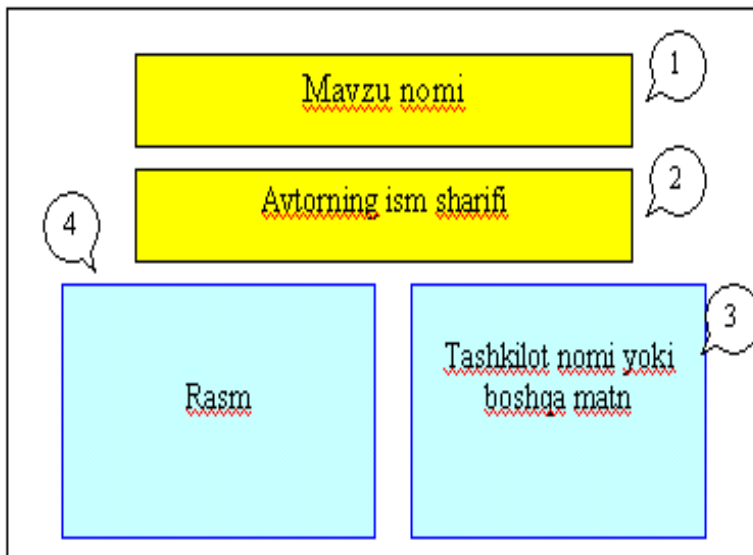 Mavzu nomi
1
Avtorning ism sharifi
2
4
Rasm
Tashkilot nomi yoki
boshqa matn
3